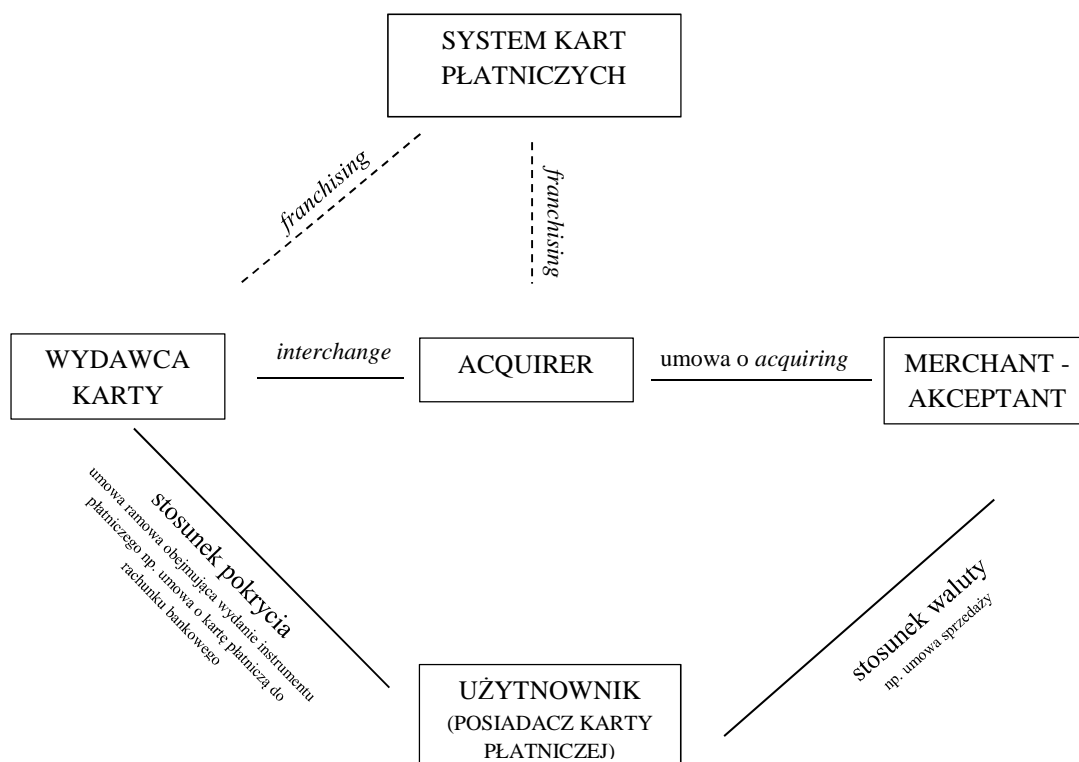 SYSTEM KART
PŁATNICZYCH
franchising
franchising
WYDAWCA
KARTY
interchange
ACQUIRER
umowa o acquiring
MERCHANT -
AKCEPTANT
stosunek pokrycia
umowa ramowa obejmująca wydanie instrumentu
płatniczego np. umowa o kartę płatniczą do
rachunku bankowego
stosunek waluty
np. umowa sprzedaży
UŻYTNOWNIK
(POSIADACZ KARTY
PŁATNICZEJ)